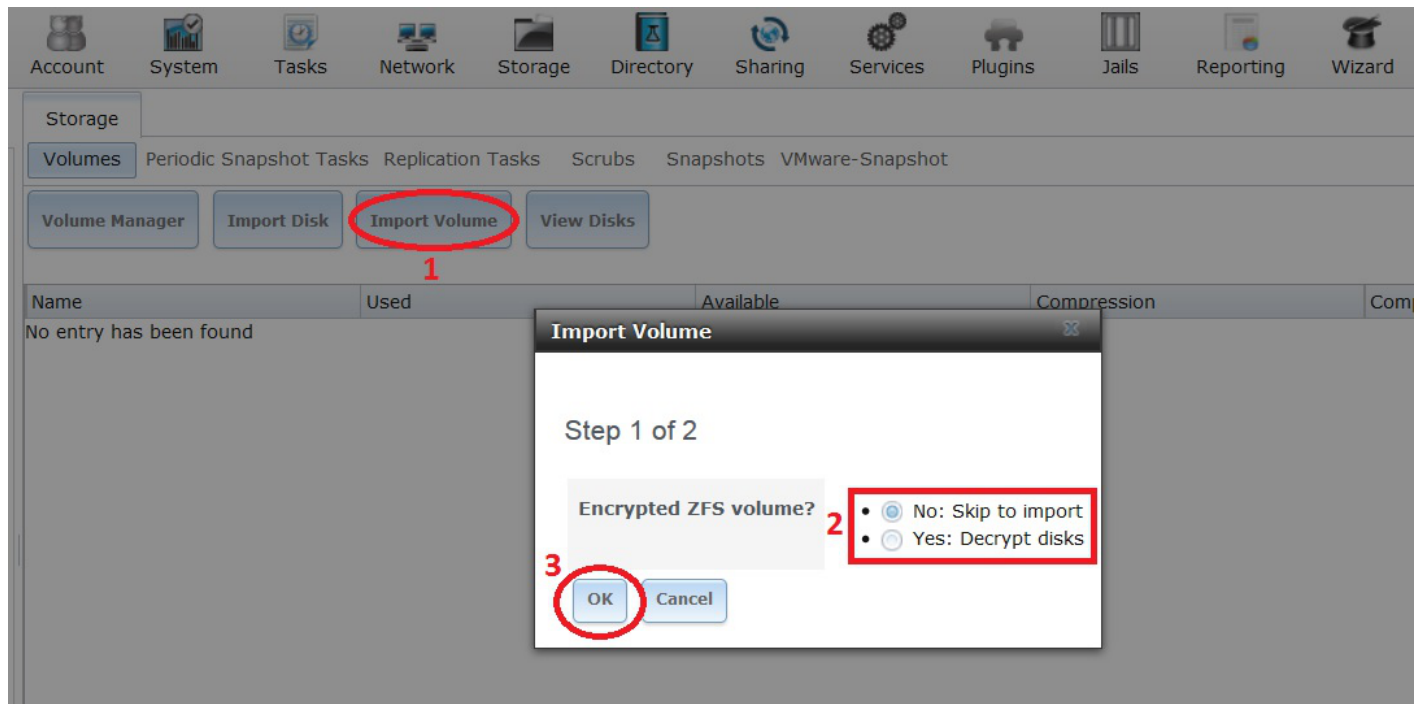 Account System Tasks Network Storage Directory Sharing Services Plugins Jails Reporting Wizard
Storage
Volumes Periodic Snapshot Tasks Replication Tasks Scrubs Snapshots VMware-Snapshot
Volume Manager Import Disk Import Volume View Disks
1
Name Used Available Compression Com
No entry has been found
Import Volume
Step 1 of 2
Encrypted ZFS volume?
2
• No: Skip to import
• Yes: Decrypt disks
3
OK Cancel